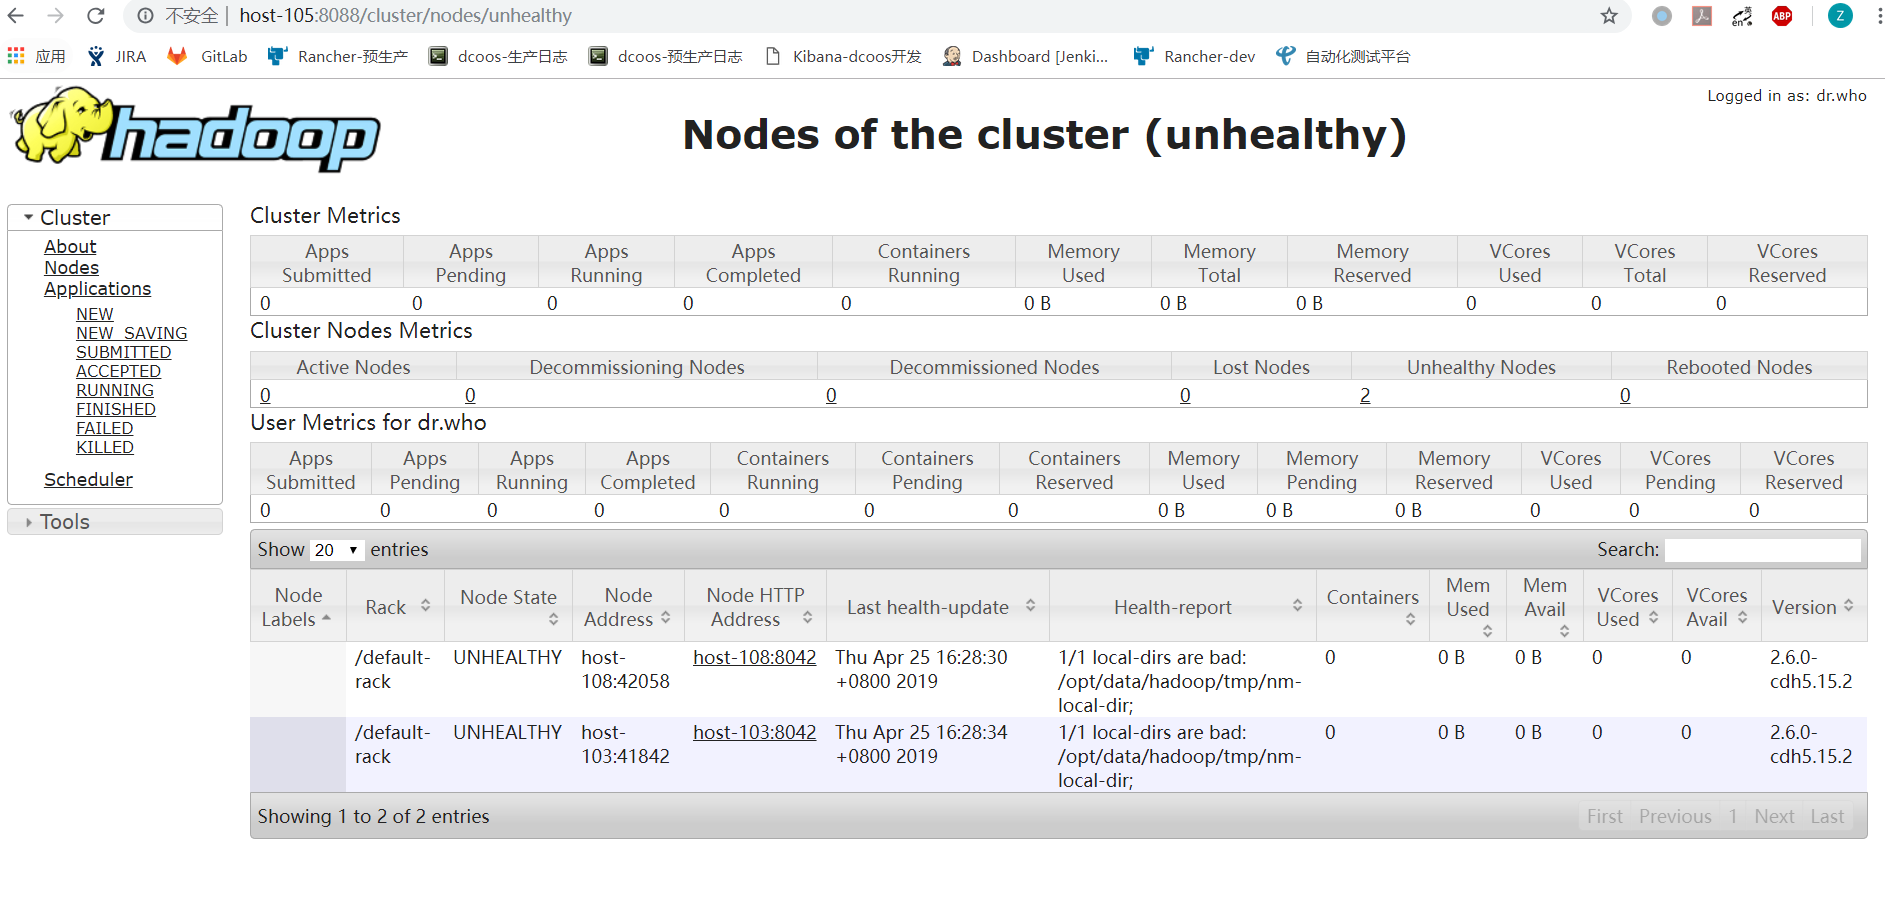 不安全 | host-105:8088/cluster/nodes/unhealthy
en 英 ABP Z
应用 JIRA GitLab Rancher-预生产 dcoos-生产日志 dcoos-预生产日志 Kibana-dcoos开发 Dashboard [Jenki... Rancher-dev 自动化测试平台
hadoop
Logged in as: dr.who
Nodes of the cluster (unhealthy)
Cluster
About
Nodes
Applications
NEW
NEW_SAVING
SUBMITTED
ACCEPTED
RUNNING
FINISHED
FAILED
KILLED
Scheduler
Tools
Cluster Metrics
Apps Submitted Apps Pending Apps Running Apps Completed Containers Running Memory Used Memory Total Memory Reserved VCores Used VCores Total VCores Reserved
0 0 0 0 0 0 B 0 B 0 B 0 0 0
Cluster Nodes Metrics
Active Nodes Decommissioning Nodes Decommissioned Nodes Lost Nodes Unhealthy Nodes Rebooted Nodes
0 0 0 0 2 0
User Metrics for dr.who
Apps Submitted Apps Pending Apps Running Apps Completed Containers Running Containers Pending Containers Reserved Memory Used Memory Pending Memory Reserved VCores Used VCores Pending VCores Reserved
0 0 0 0 0 0 0 0 B 0 B 0 B 0 0 0
Show 20 entries Search:
Node Labels Rack Node State Node Address Node HTTP Address Last health-update Health-report Containers Mem Used Mem Avail VCores Used VCores Avail Version
/default-rack UNHEALTHY host-108:42058 host-108:8042 Thu Apr 25 16:28:30 +0800 2019 1/1 local-dirs are bad: /opt/data/hadoop/tmp/nm-local-dir; 0 0 B 0 B 0 0 2.6.0-cdh5.15.2
/default-rack UNHEALTHY host-103:41842 host-103:8042 Thu Apr 25 16:28:34 +0800 2019 1/1 local-dirs are bad: /opt/data/hadoop/tmp/nm-local-dir; 0 0 B 0 B 0 0 2.6.0-cdh5.15.2
Showing 1 to 2 of 2 entries First Previous 1 Next Last